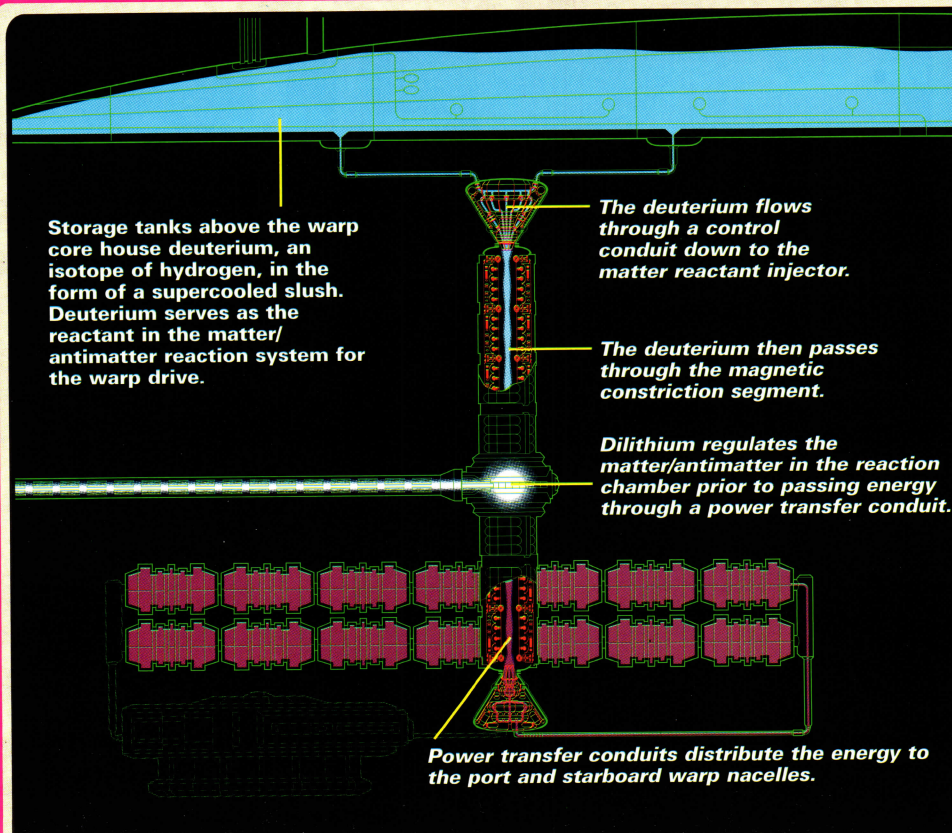 Storage tanks above the warp
core house deuterium, an
isotope of hydrogen, in the
form of a supercooled slush.
Deuterium serves as the
reactant in the matter/
antimatter reaction system for
the warp drive.
The deuterium flows
through a control
conduit down to the
matter reactant injector.
The deuterium then passes
through the magnetic
constriction segment.
Dilithium regulates the
matter/antimatter in the reaction
chamber prior to passing energy
through a power transfer conduit.
Power transfer conduits distribute the energy to
the port and starboard warp nacelles.